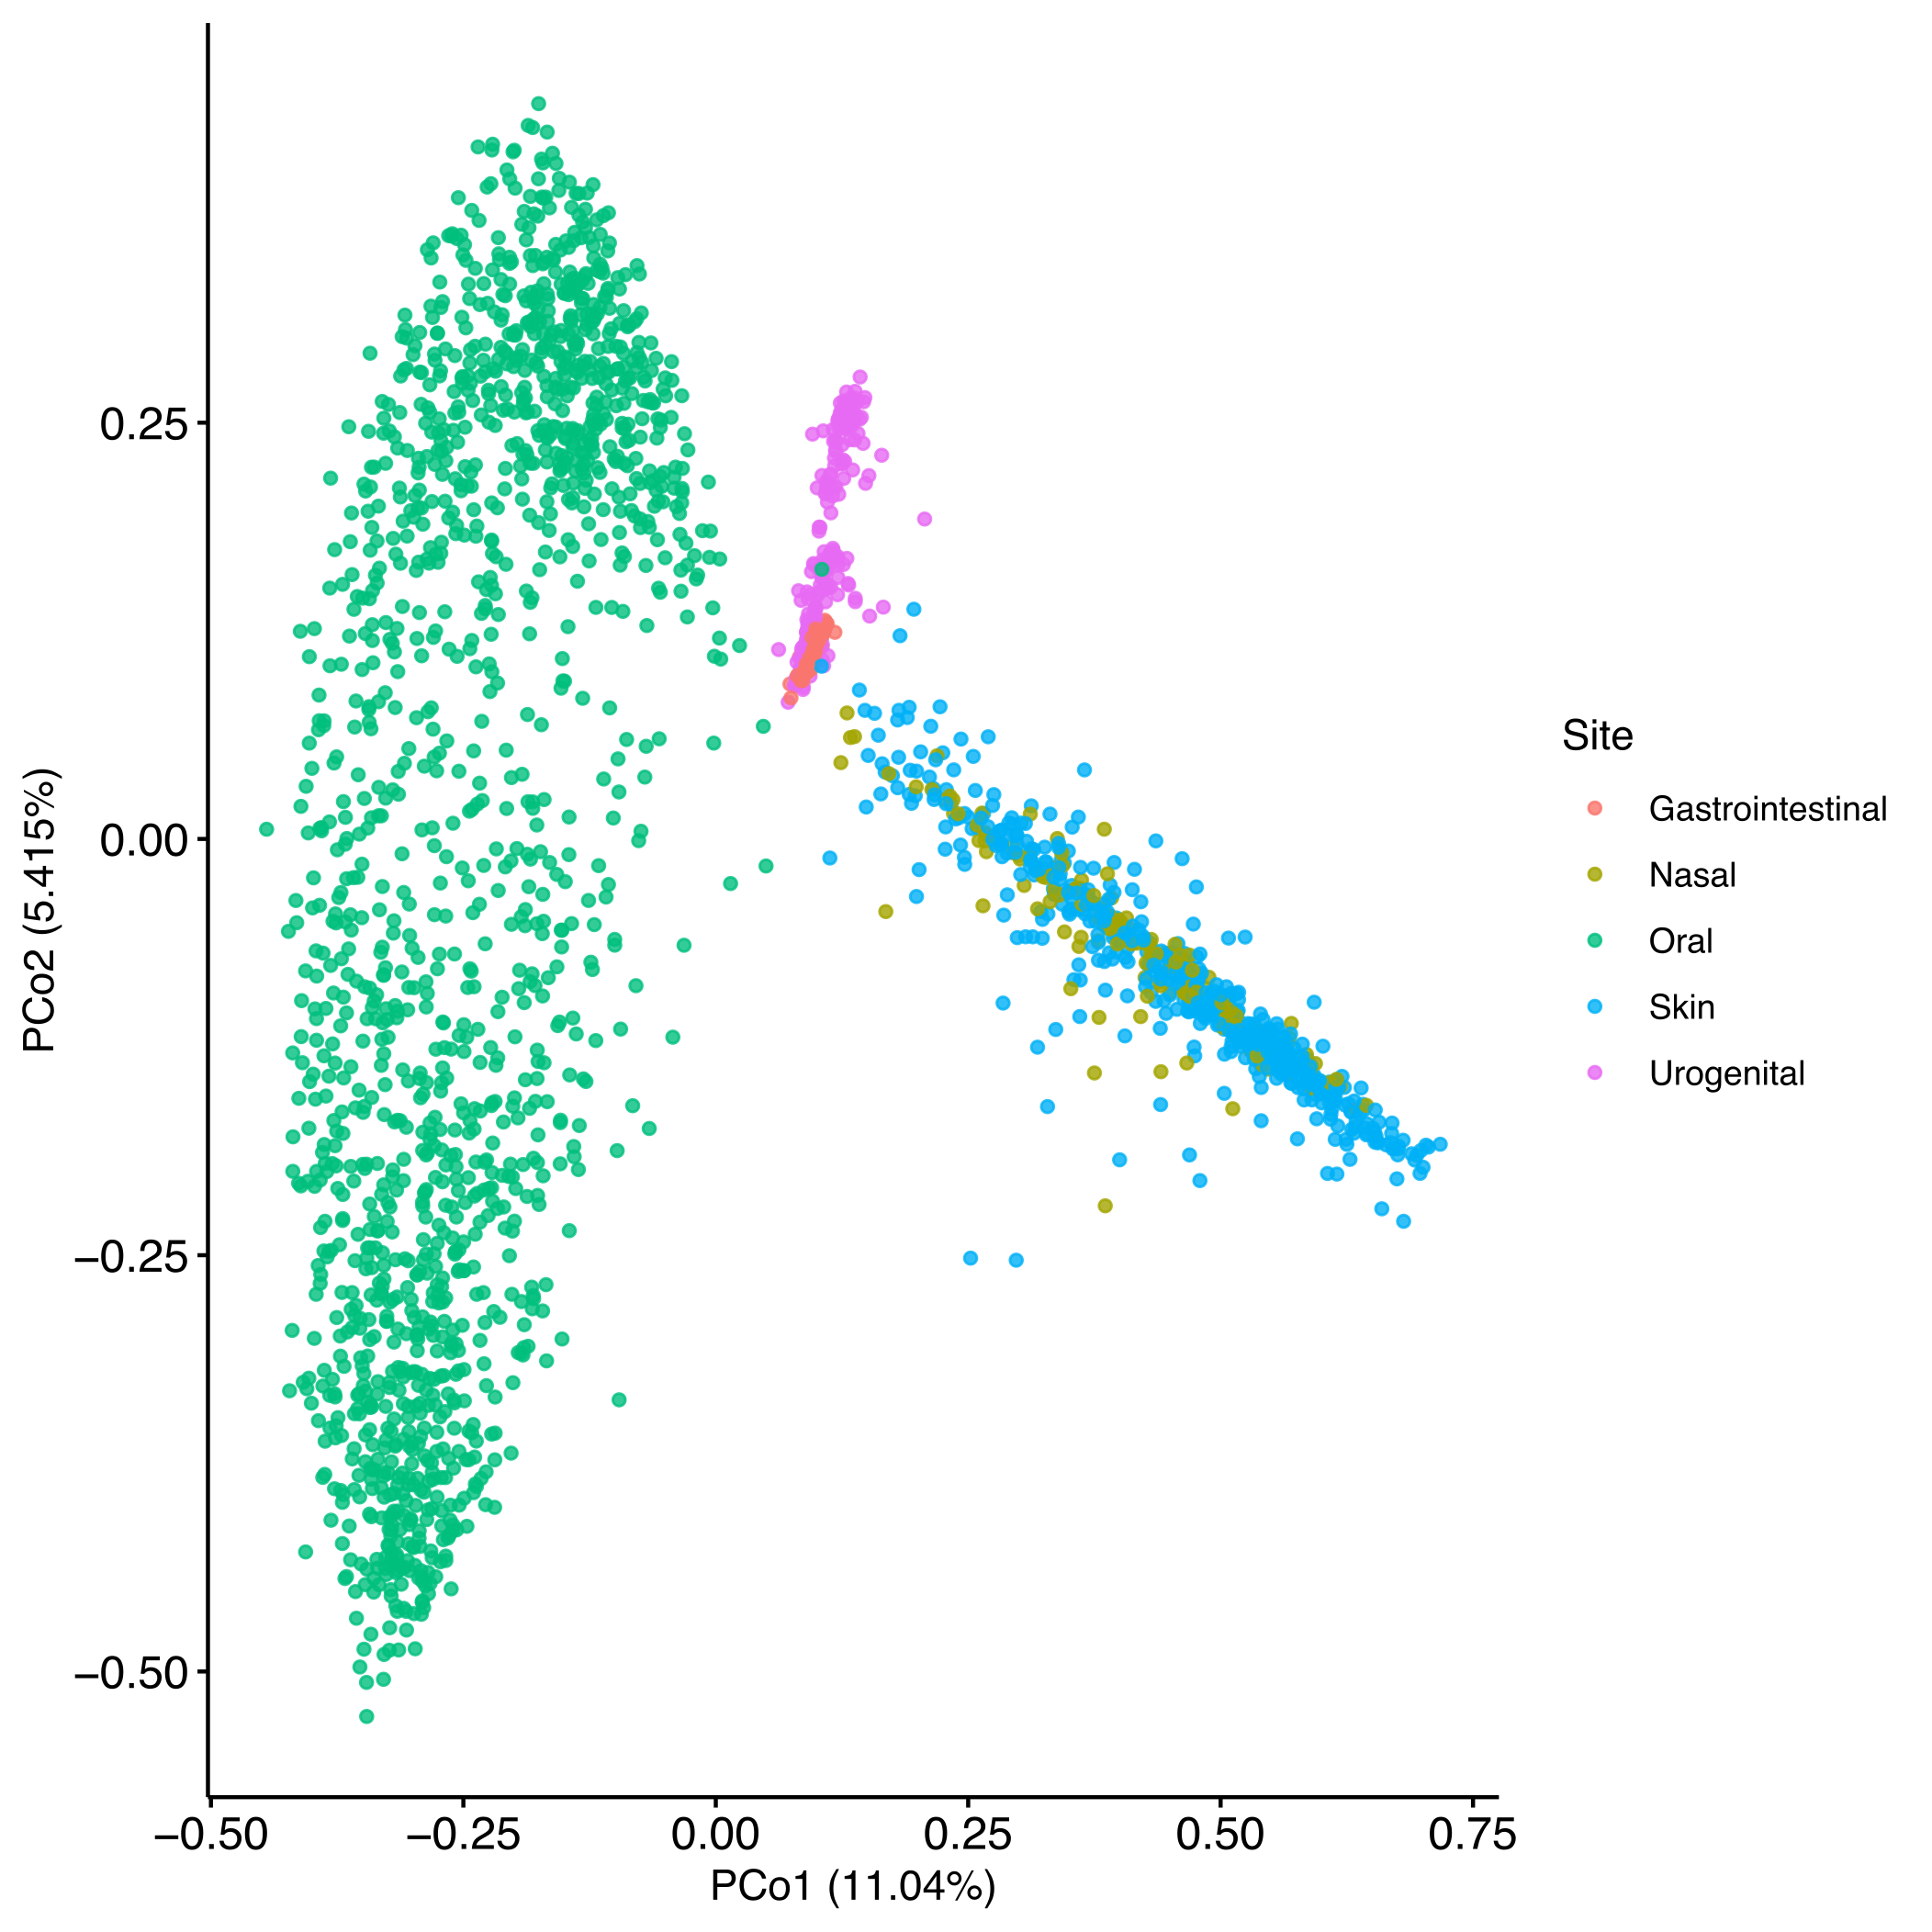 0.25
0.00
−0.25
−0.50
PCo2 (5.415%)
−0.50 −0.25 0.00 0.25 0.50 0.75
PCo1 (11.04%)
Site
Gastrointestinal
Nasal
Oral
Skin
Urogenital